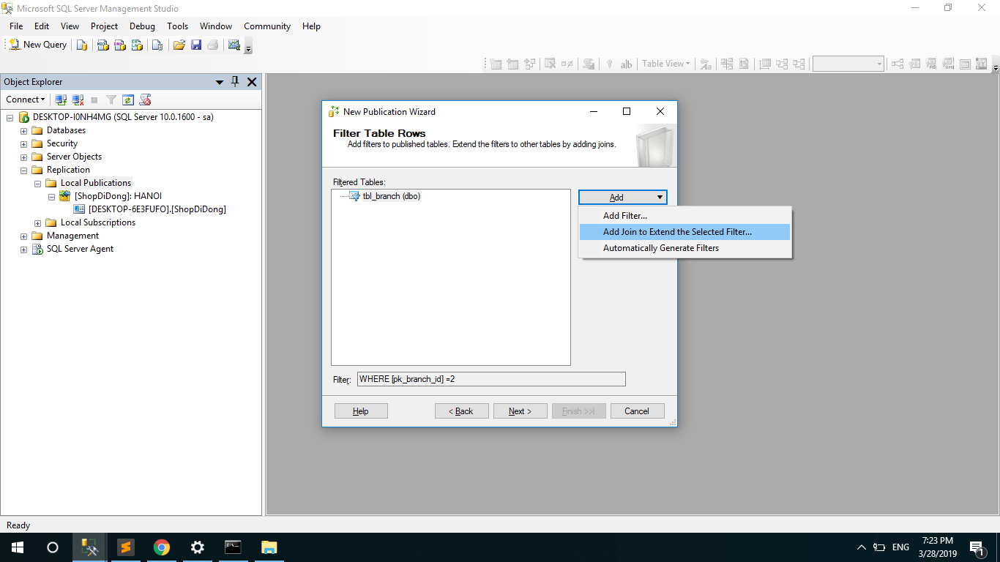 Microsoft SQL Server Management Studio
File Edit View Project Debug Tools Window Community Help
New Query
Table View
Object Explorer
Connect
DESKTOP-I0NH4MG (SQL Server 10.0.1600 - sa)
Databases
Security
Server Objects
Replication
Local Publications
[ShopDiDong]: HANOI
[DESKTOP-6E3FUFO].[ShopDiDong]
Local Subscriptions
Management
SQL Server Agent
New Publication Wizard
Filter Table Rows
Add filters to published tables. Extend the filters to other tables by adding joins.
Filtered Tables:
tbl_branch (dbo)
Add
Add Filter...
Add Join to Extend the Selected Filter...
Automatically Generate Filters
Filter: WHERE [pk_branch_id] =2
Help < Back Next > Finish >>| Cancel
Ready
ENG
7:23 PM
3/28/2019
1